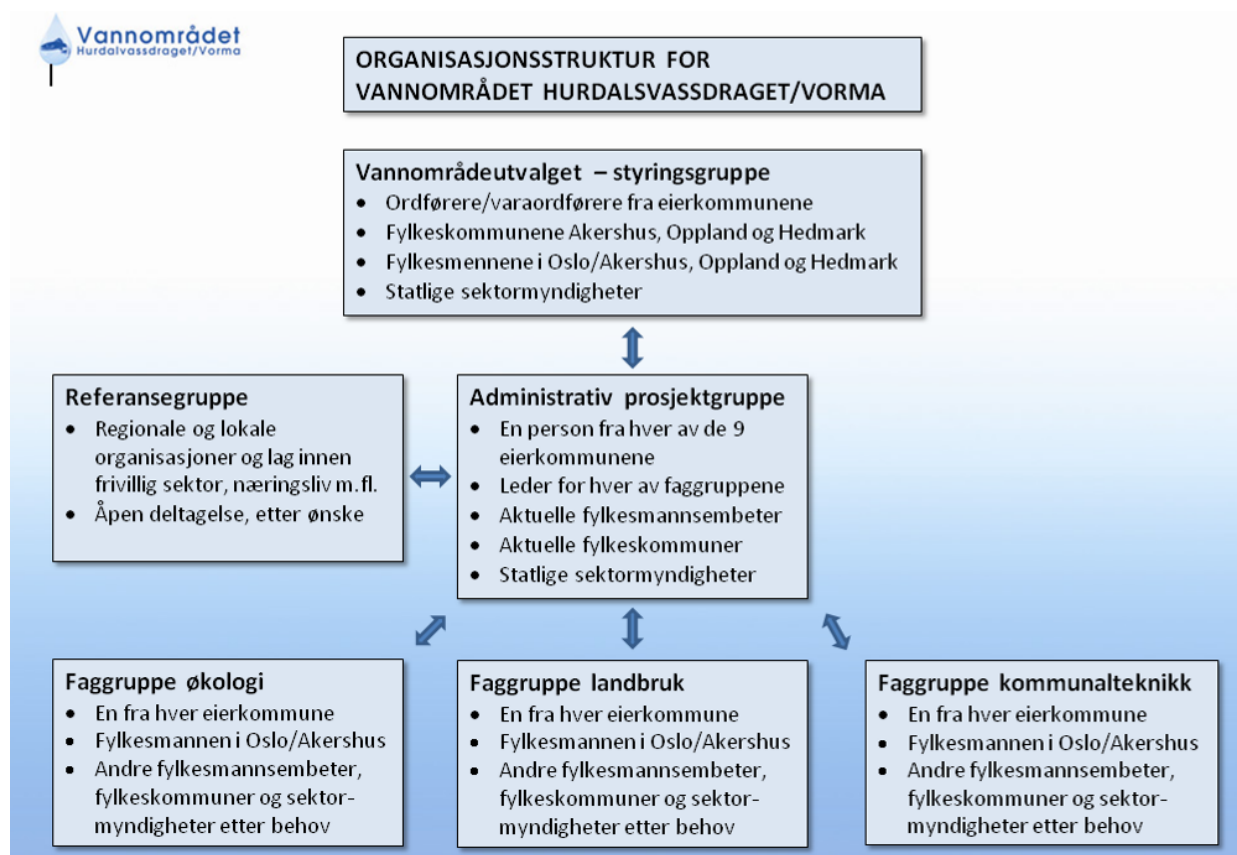 Vannområdet
Hurdalvassdraget/Vorma
ORGANISASJONSSTRUKTUR FOR
VANNOMRÅDET HURDALSVASSDRAGET/VORMA
Vannområdeutvalget – styringsgruppe
• Ordførere/varaordførere fra eierkommunene
• Fylkeskommunene Akershus, Oppland og Hedmark
• Fylkesmennene i Oslo/Akershus, Oppland og Hedmark
• Statlige sektormyndigheter
Referansegruppe
• Regionale og lokale
organisasjoner og lag innen
frivillig sektor, næringsliv m.fl.
• Åpen deltagelse, etter ønske
Administrativ prosjektgruppe
• En person fra hver av de 9
eierkommunene
• Leder for hver av faggruppene
• Aktuelle fylkesmannsembeter
• Aktuelle fylkeskommuner
• Statlige sektormyndigheter
Faggruppe økologi
• En fra hver eierkommune
• Fylkesmannen i Oslo/Akershus
• Andre fylkesmannsembeter,
fylkeskommuner og sektor-
myndigheter etter behov
Faggruppe landbruk
• En fra hver eierkommune
• Fylkesmannen i Oslo/Akershus
• Andre fylkesmannsembeter,
fylkeskommuner og sektor-
myndigheter etter behov
Faggruppe kommunalteknikk
• En fra hver eierkommune
• Fylkesmannen i Oslo/Akershus
• Andre fylkesmannsembeter,
fylkeskommuner og sektor-
myndigheter etter behov